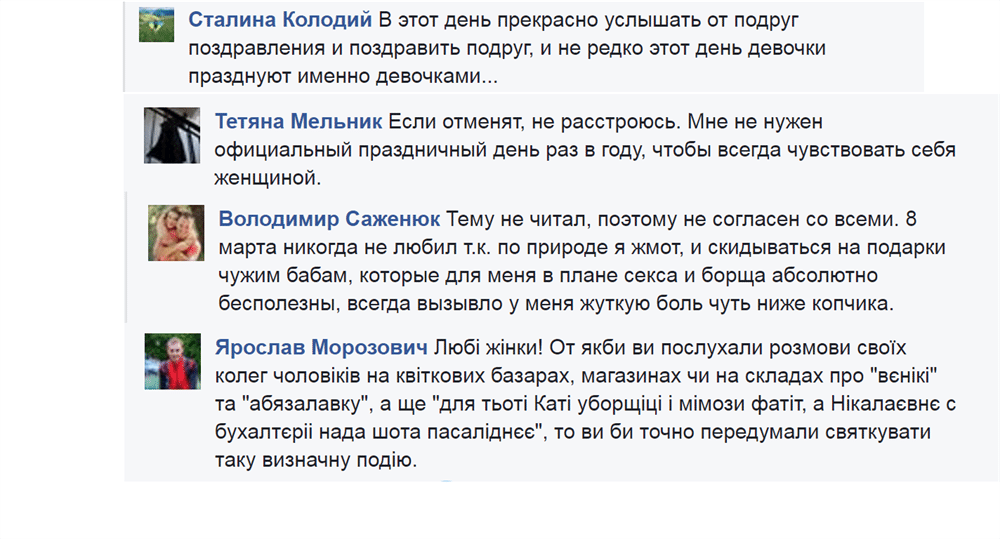 Сталина Колодий В этот день прекрасно услышать от подруг
поздравления и поздравить подруг, и не редко этот день девочки
празднуют именно девочками...
Тетяна Мельник Если отменят, не расстроюсь. Мне не нужен
официальный праздничный день раз в году, чтобы всегда чувствовать себя
женщиной.
Володимир Саженюк Тему не читал, поэтому не согласен со всеми. 8
марта никогда не любил т.к. по природе я жмот, и скидываться на подарки
чужим бабам, которые для меня в плане секса и борща абсолютно
бесполезны, всегда вызывло у меня жуткую боль чуть ниже копчика.
Ярослав Морозович Любі жінки! От якби ви послухали розмови своїх
колег чоловіків на квіткових базарах, магазинах чи на складах про "вєнікі"
та "абязалавку", а ще "для тьоті Каті уборщіці і мімози фатіт, а Нікалаєвнє с
бухалтєріі нада шота пасаліднєє", то ви би точно передумали святкувати
таку визначну подію.